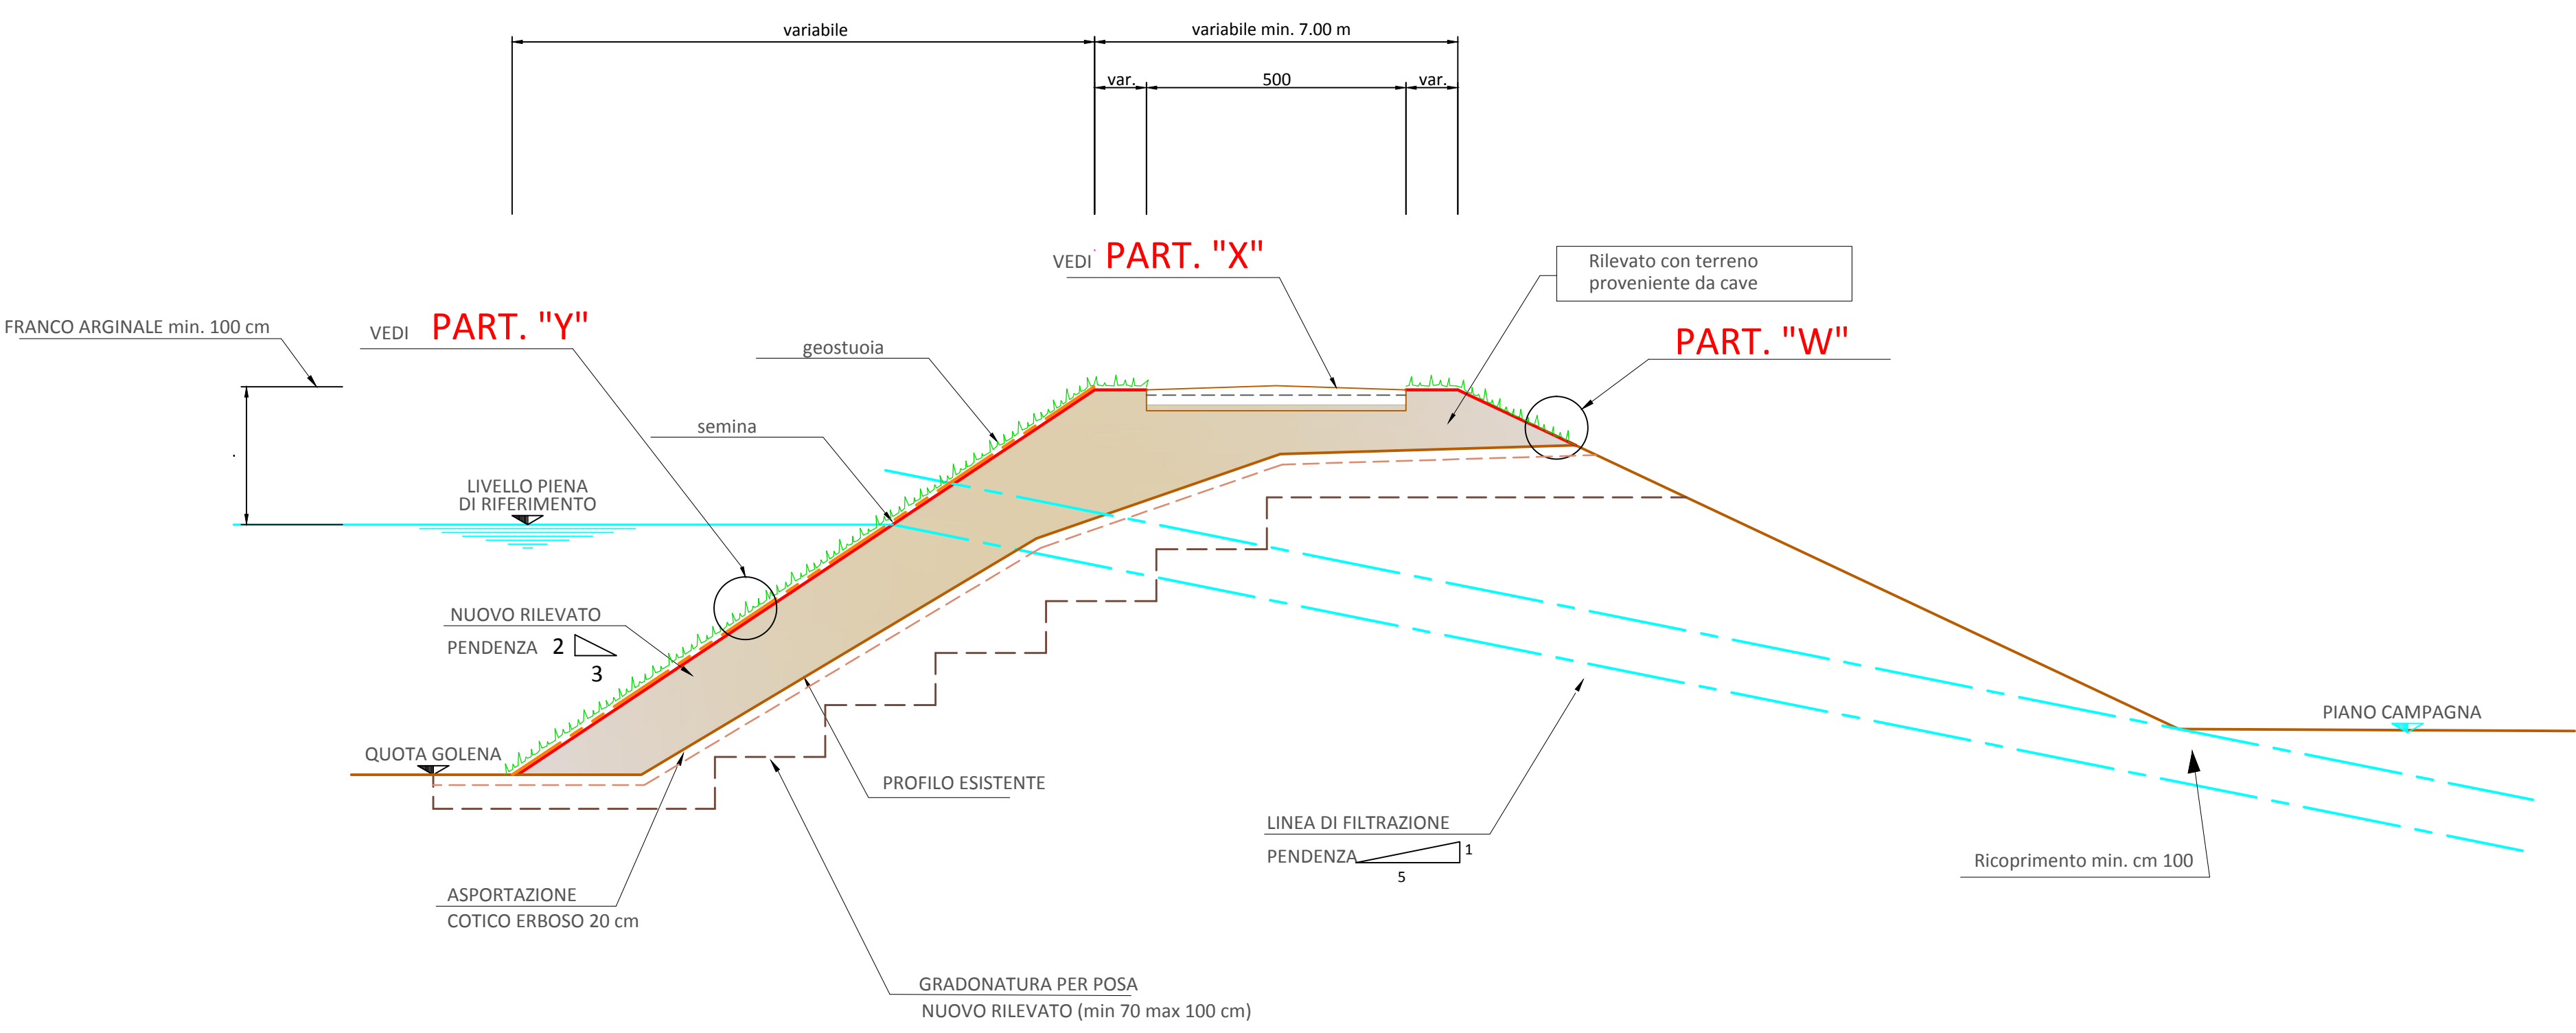 variabile
variabile min. 7.00 m
var.
500
var.
VEDI PART. "X"
Rilevato con terreno
proveniente da cave
FRANCO ARGINALE min. 100 cm
VEDI PART. "Y"
PART. "W"
geostuoia
semina
LIVELLO PIENA
DI RIFERIMENTO
NUOVO RILEVATO
PENDENZA 2
3
QUOTA GOLENA
PIANO CAMPAGNA
PROFILO ESISTENTE
LINEA DI FILTRAZIONE
PENDENZA 1
5
Ricoprimento min. cm 100
ASPORTAZIONE
COTICO ERBOSO 20 cm
GRADONATURA PER POSA
NUOVO RILEVATO (min 70 max 100 cm)